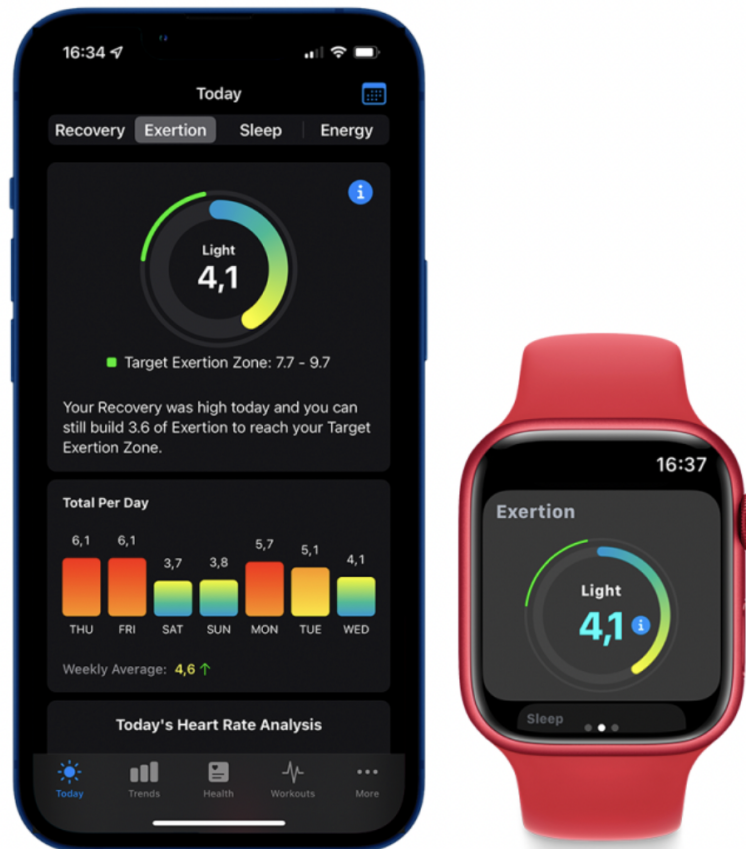 16:34
Today
Recovery Exertion Sleep Energy
Light
4,1
Target Exertion Zone: 7.7 - 9.7
Your Recovery was high today and you can
still build 3.6 of Exertion to reach your Target
Exertion Zone.
Total Per Day
6,1 6,1 3,7 3,8 5,7 5,1 4,1
THU FRI SAT SUN MON TUE WED
Weekly Average: 4,6
Today's Heart Rate Analysis
Today Trends Health Workouts More
16:37
Exertion
Light
4,1
Sleep